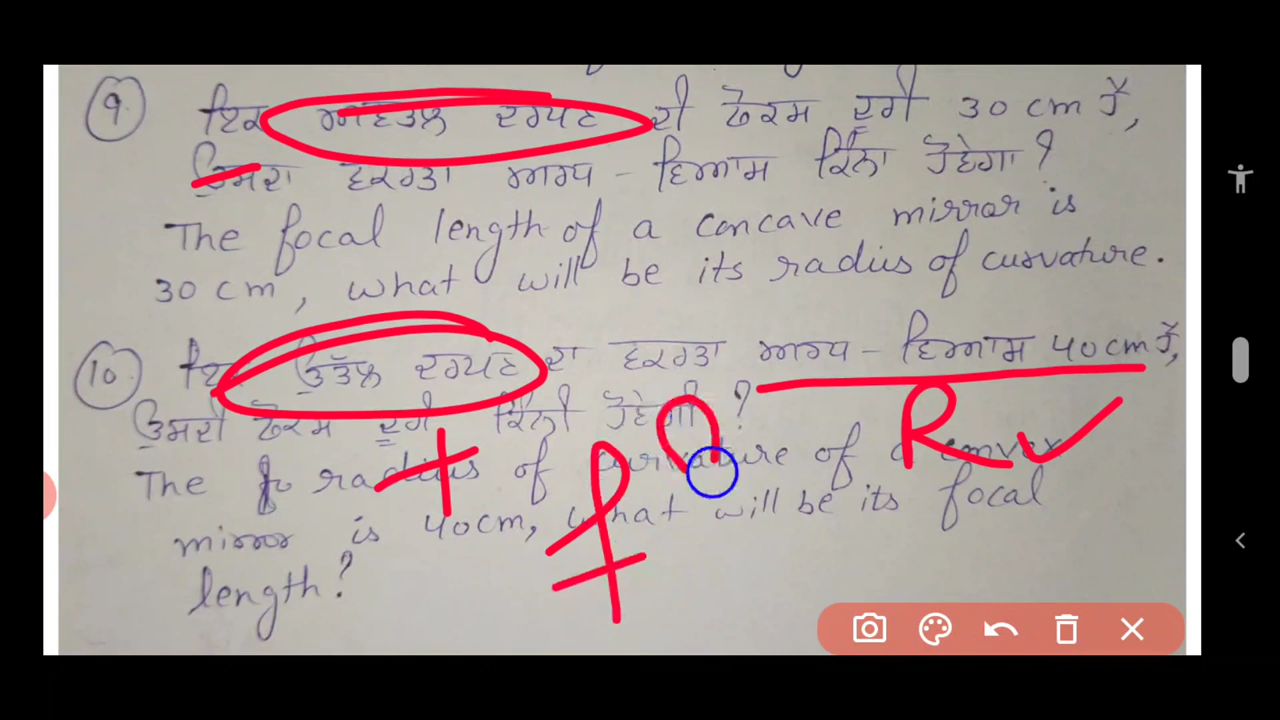 9 ਇਕ ਅਵਤਲ ਦਰਪਣ ਦੀ ਫੋਕਸ ਦੂਰੀ 30 cm ਹੈ,
ਉਸਦਾ ਵਕਰਤਾ ਅਰਧ - ਵਿਆਸ ਕਿੰਨਾ ਹੋਵੇਗਾ ?
The focal length of a concave mirror is
30 cm, what will be its radius of curvature.
10 ਇਕ ਉੱਤਲ ਦਰਪਣ ਦਾ ਵਕਰਤਾ ਅਰਧ - ਵਿਆਸ 40cm ਹੈ,
ਉਸਦੀ ਫੋਕਸ ਦੂਰੀ ਕਿੰਨੀ ਹੋਵੇਗੀ ?
R
The radius of curvature of a convex
+ f
mirror is 40cm, what will be its focal
length?